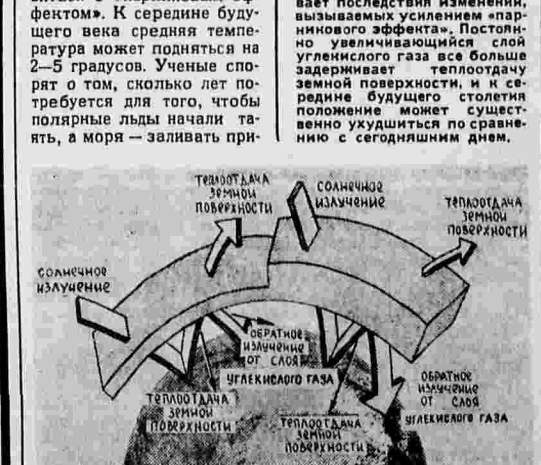 фектом». К середине буду-
щего века средняя темпе-
ратура может подняться на
2—5 градусов. Ученые спо-
рят о том, сколько лет по-
требуется для того, чтобы
полярные льды начали та-
ять, а моря — заливать при-
вает последствия изменений,
вызываемых усилением «пар-
никового эффекта». Постоян-
но увеличивающийся слой
углекислого газа все больше
задерживает теплоотдачу
земной поверхности, и к се-
редине будущего столетия
положение может сущест-
венно ухудшиться по сравне-
нию с сегодняшним днем.
ТЕПЛООТДАЧА
ЗЕМНОЙ
ПОВЕРХНОСТИ
СОЛНЕЧНОЕ
ИЗЛУЧЕНИЕ
ТЕПЛООТДАЧА
ЗЕМНОЙ
ПОВЕРХНОСТИ
СОЛНЕЧНОЕ
ИЗЛУЧЕНИЕ
ОБРАТНОЕ
ИЗЛУЧЕНИЕ
ОТ СЛОЯ
УГЛЕКИСЛОГО ГАЗА
ОБРАТНОЕ
ИЗЛУЧЕНИЕ
ОТ СЛОЯ
УГЛЕКИСЛОГО ГАЗА
ТЕПЛООТДАЧА
ЗЕМНОЙ
ПОВЕРХНОСТИ
ТЕПЛООТДАЧА
ЗЕМНОЙ
ПОВЕРХНОСТИ